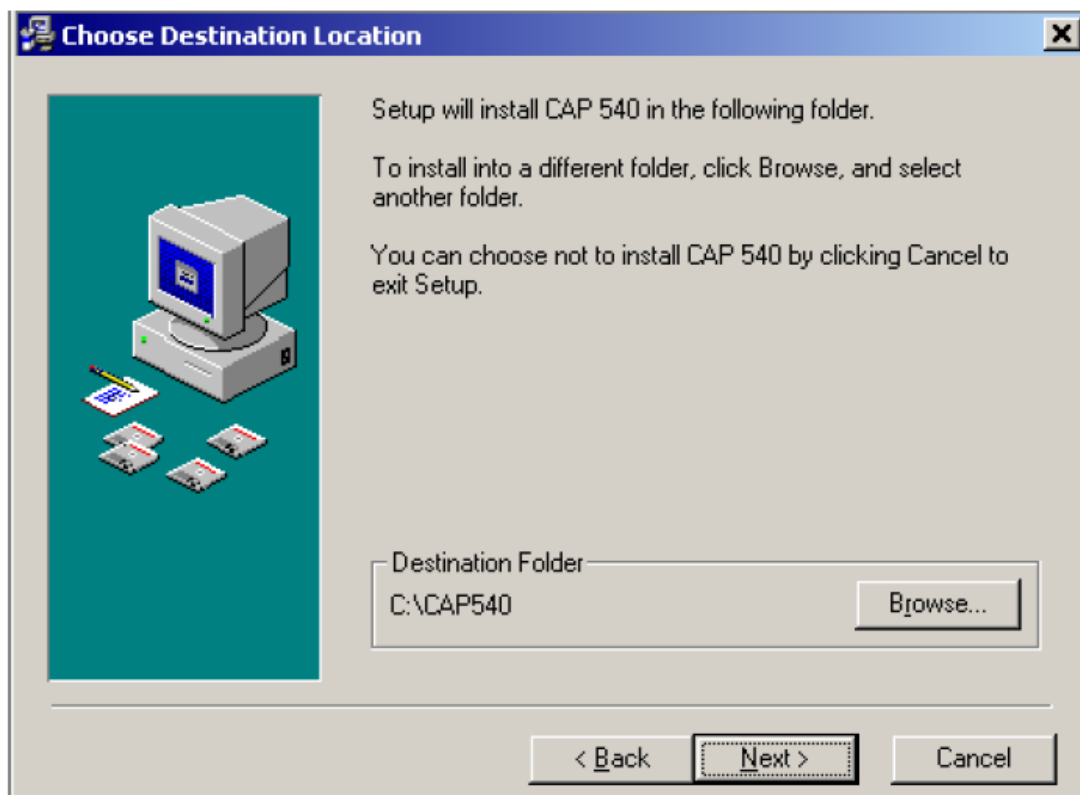 Choose Destination Location
Setup will install CAP 540 in the following folder.
To install into a different folder, click Browse, and select
another folder.
You can choose not to install CAP 540 by clicking Cancel to
exit Setup.
Destination Folder
C:\CAP540
Browse...
< Back
Next >
Cancel